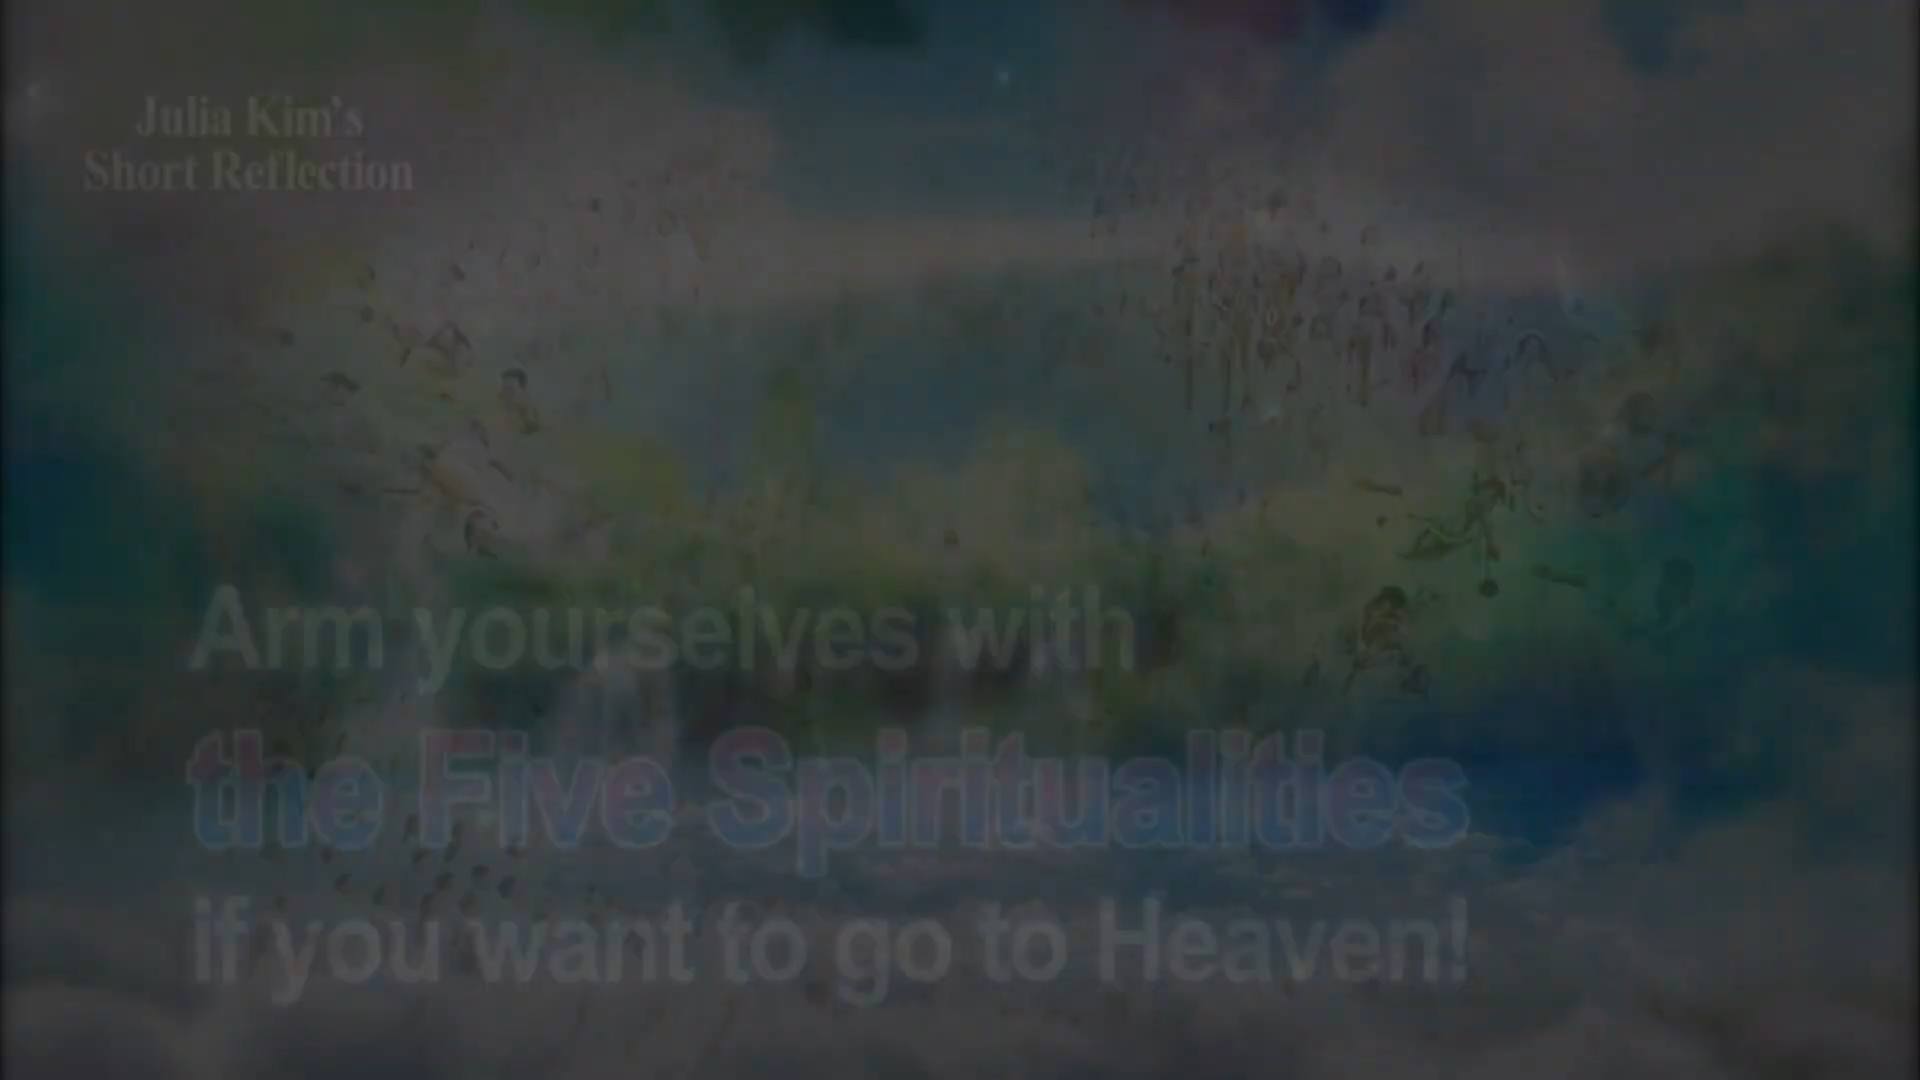 Julia Kim's
Short Reflection
Arm yourselves with
the Five Spiritualities
if you want to go to Heaven!